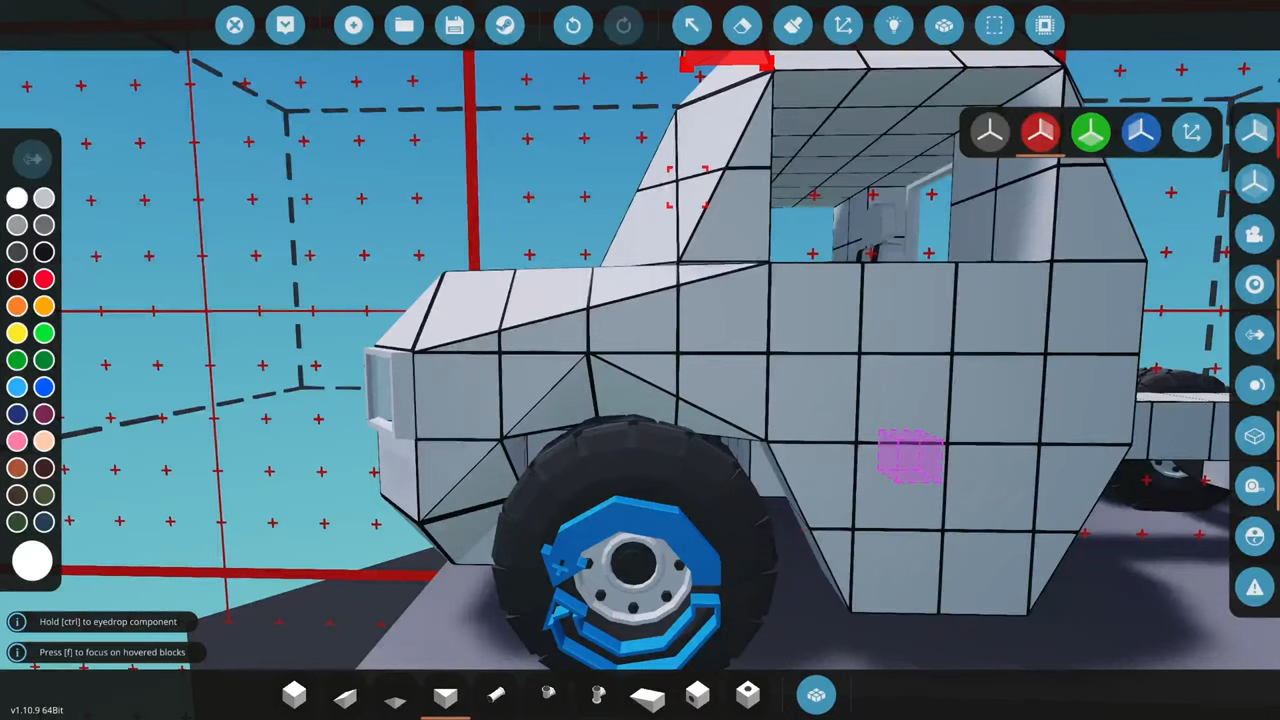 Hold [ctrl] to eyedrop component
Press [f] to focus on hovered blocks
v1.10.9 64Bit